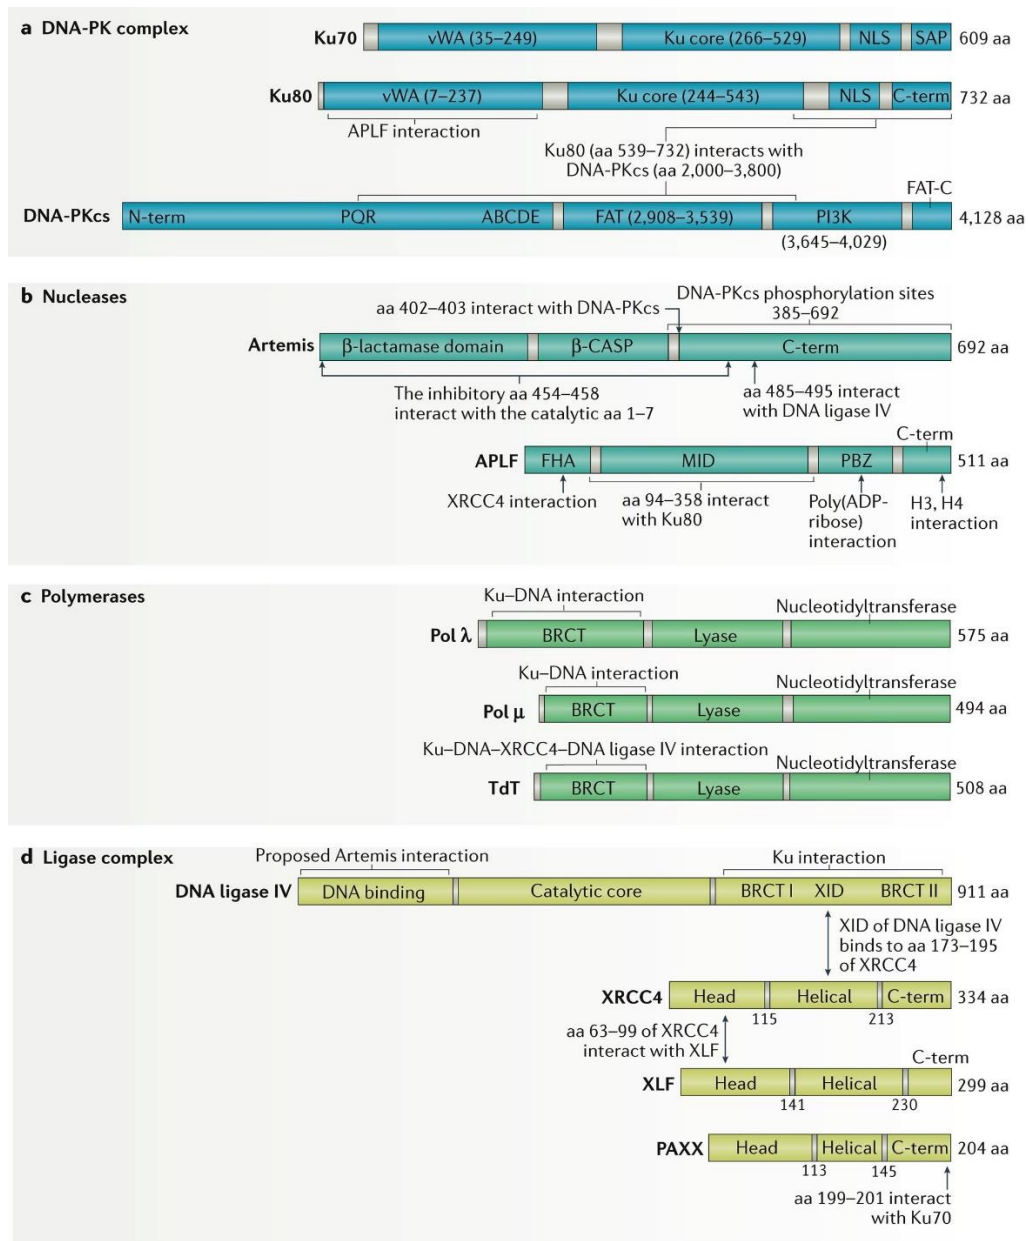 a DNA-PK complex
Ku70 vWA (35–249) Ku core (266–529) NLS SAP 609 aa
Ku80 vWA (7–237) Ku core (244–543) NLS C-term 732 aa
APLF interaction
Ku80 (aa 539–732) interacts with
DNA-PKcs (aa 2,000–3,800)
FAT-C
DNA-PKcs N-term PQR ABCDE FAT (2,908–3,539) PI3K 4,128 aa
(3,645–4,029)
b Nucleases
DNA-PKcs phosphorylation sites
385–692
aa 402–403 interact with DNA-PKcs
Artemis β-lactamase domain β-CASP C-term 692 aa
The inhibitory aa 454–458
interact with the catalytic aa 1–7
aa 485–495 interact
with DNA ligase IV
C-term
APLF FHA MID PBZ 511 aa
XRCC4 interaction
aa 94–358 interact
with Ku80
Poly(ADP-
ribose)
interaction
H3, H4
interaction
c Polymerases
Ku–DNA interaction
Nucleotidyltransferase
Pol λ BRCT Lyase 575 aa
Ku–DNA interaction
Nucleotidyltransferase
Pol μ BRCT Lyase 494 aa
Ku–DNA–XRCC4–DNA ligase IV interaction
Nucleotidyltransferase
TdT BRCT Lyase 508 aa
d Ligase complex
Proposed Artemis interaction
Ku interaction
DNA ligase IV DNA binding Catalytic core BRCT I XID BRCT II 911 aa
XID of DNA ligase IV
binds to aa 173–195
of XRCC4
XRCC4 Head Helical C-term 334 aa
115 213
aa 63–99 of XRCC4
interact with XLF
C-term
XLF Head Helical 299 aa
141 230
PAXX Head Helical C-term 204 aa
113 145
aa 199–201 interact
with Ku70